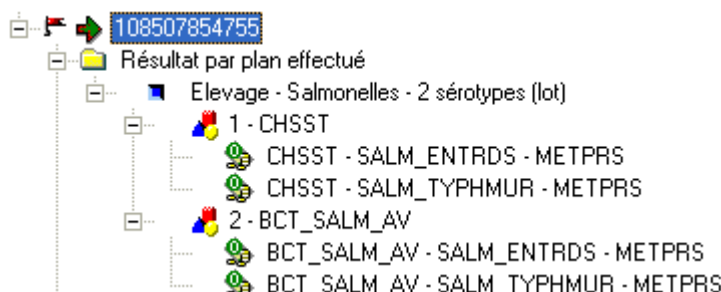 108507854755
Résultat par plan effectué
Elevage - Salmonelles - 2 sérotypes (lot)
1 - CHSST
CHSST - SALM_ENTRDS - METPRS
CHSST - SALM_TYPHMUR - METPRS
2 - BCT_SALM_AV
BCT_SALM_AV - SALM_ENTRDS - METPRS
BCT_SALM_AV - SALM_TYPHMUR - METPRS